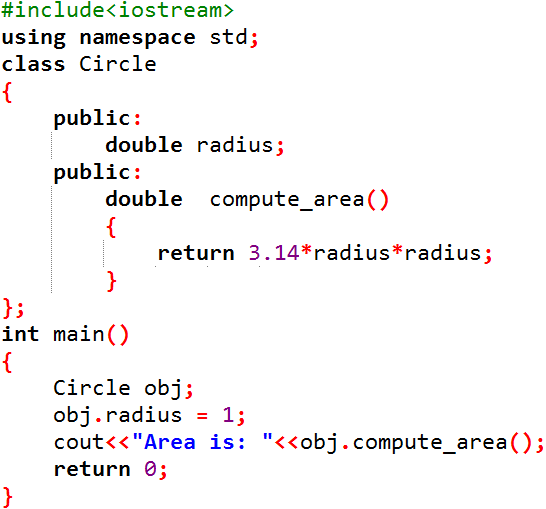 #include<iostream>
using namespace std;
class Circle
{
    public:
        double radius;
    public:
        double  compute_area()
        {
            return 3.14*radius*radius;
        }
};
int main()
{
    Circle obj;
    obj.radius = 1;
    cout<<"Area is: "<<obj.compute_area();
    return 0;
}